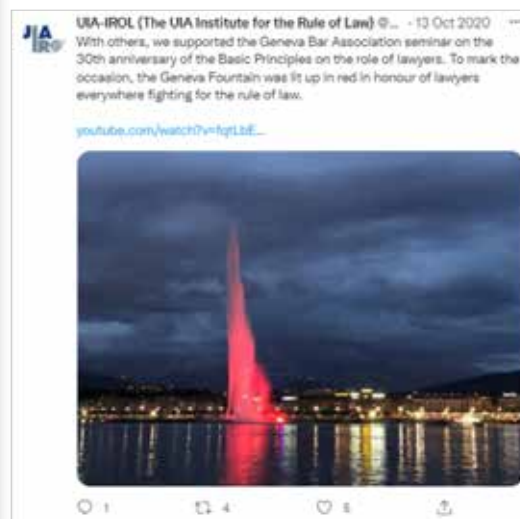 UIA-IROL (The UIA Institute for the Rule of Law) @... · 13 Oct 2020 ...
With others, we supported the Geneva Bar Association seminar on the
30th anniversary of the Basic Principles on the role of lawyers. To mark the
occasion, the Geneva Fountain was lit up in red in honour of lawyers
everywhere fighting for the rule of law.
youtube.com/watch?v=fqtLbE...
1 4 5